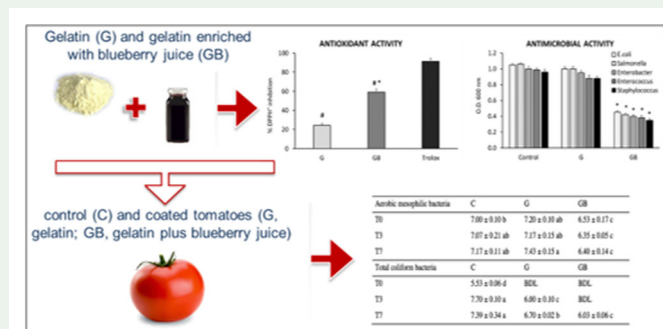 Gelatin (G) and gelatin enriched
with blueberry juice (GB)
ANTIOXIDANT ACTIVITY
% DPPH• inhibition
100
80
60
40
20
0
#
# *
G
GB
Trolox
ANTIMICROBIAL ACTIVITY
O.D. 600 nm
1.2
1.0
0.8
0.6
0.4
0.2
0.0
E.coli
Salmonella
Enterobacter
Enterococcus
Staphylococcus
* * * * *
Control
G
GB
control (C) and coated tomatoes (G,
gelatin; GB, gelatin plus blueberry juice)
Aerobic mesophilic bacteria C G GB
T0 7.00 ± 0.10 b 7.20 ± 0.10 ab 6.53 ± 0.17 c
T3 7.07 ± 0.21 ab 7.17 ± 0.15 ab 6.35 ± 0.05 c
T7 7.17 ± 0.11 ab 7.43 ± 0.15 a 6.40 ± 0.14 c
Total coliform bacteria C G GB
T0 5.53 ± 0.06 d BDL BDL
T3 7.70 ± 0.10 a 6.00 ± 0.10 c BDL
T7 7.39 ± 0.34 a 6.70 ± 0.02 b 6.03 ± 0.06 c